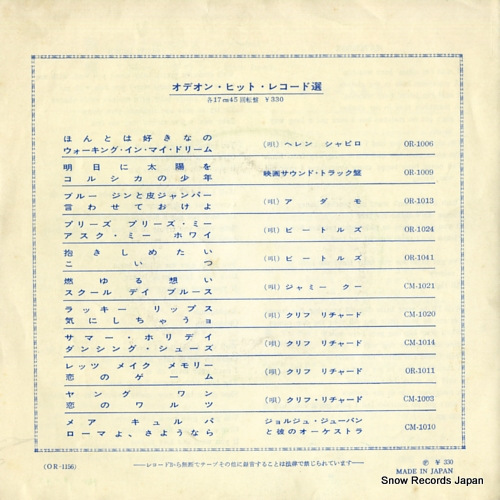 オデオン・ヒット・レコード選
各17cm45回転盤 ￥330
ほんとは好きなの
ウォーキング・イン・マイ・ドリーム
(唄) ヘレン シャピロ
OR-1006
明日に太陽を
コルシカの少年
映画サウンド・トラック盤
OR-1009
ブルー ジンと皮ジャンパー
言わせておけよ
(唄) アダモ
OR-1013
プリーズ プリーズ・ミー
アスク・ミー ホワイ
(唄) ビートルズ
OR-1024
抱きしめたい
こいつ
(唄) ビートルズ
OR-1041
燃ゆる想い
スクール デイ ブルース
(唄) ジャミー クー
CM-1021
ラッキー リップス
気にしちゃうョ
(唄) クリフ リチャード
CM-1020
サマー・ホリデイ
ダンシング・シューズ
(唄) クリフ リチャード
CM-1014
レッツ メイク メモリー
恋のゲーム
(唄) クリフ・リチャード
OR-1011
ヤング ワン
恋のワルツ
(唄) クリフ リチャード
CM-1003
メア キュルパ
ローマよ、さようなら
ジョルジュ・ジューバン
と彼のオーケストラ
CM-1010
(OR-1156)
──レコードから無断でテープその他に録音することは法律で禁じられています──
Ⓟ ￥330
MADE IN JAPAN
Snow Records Japan